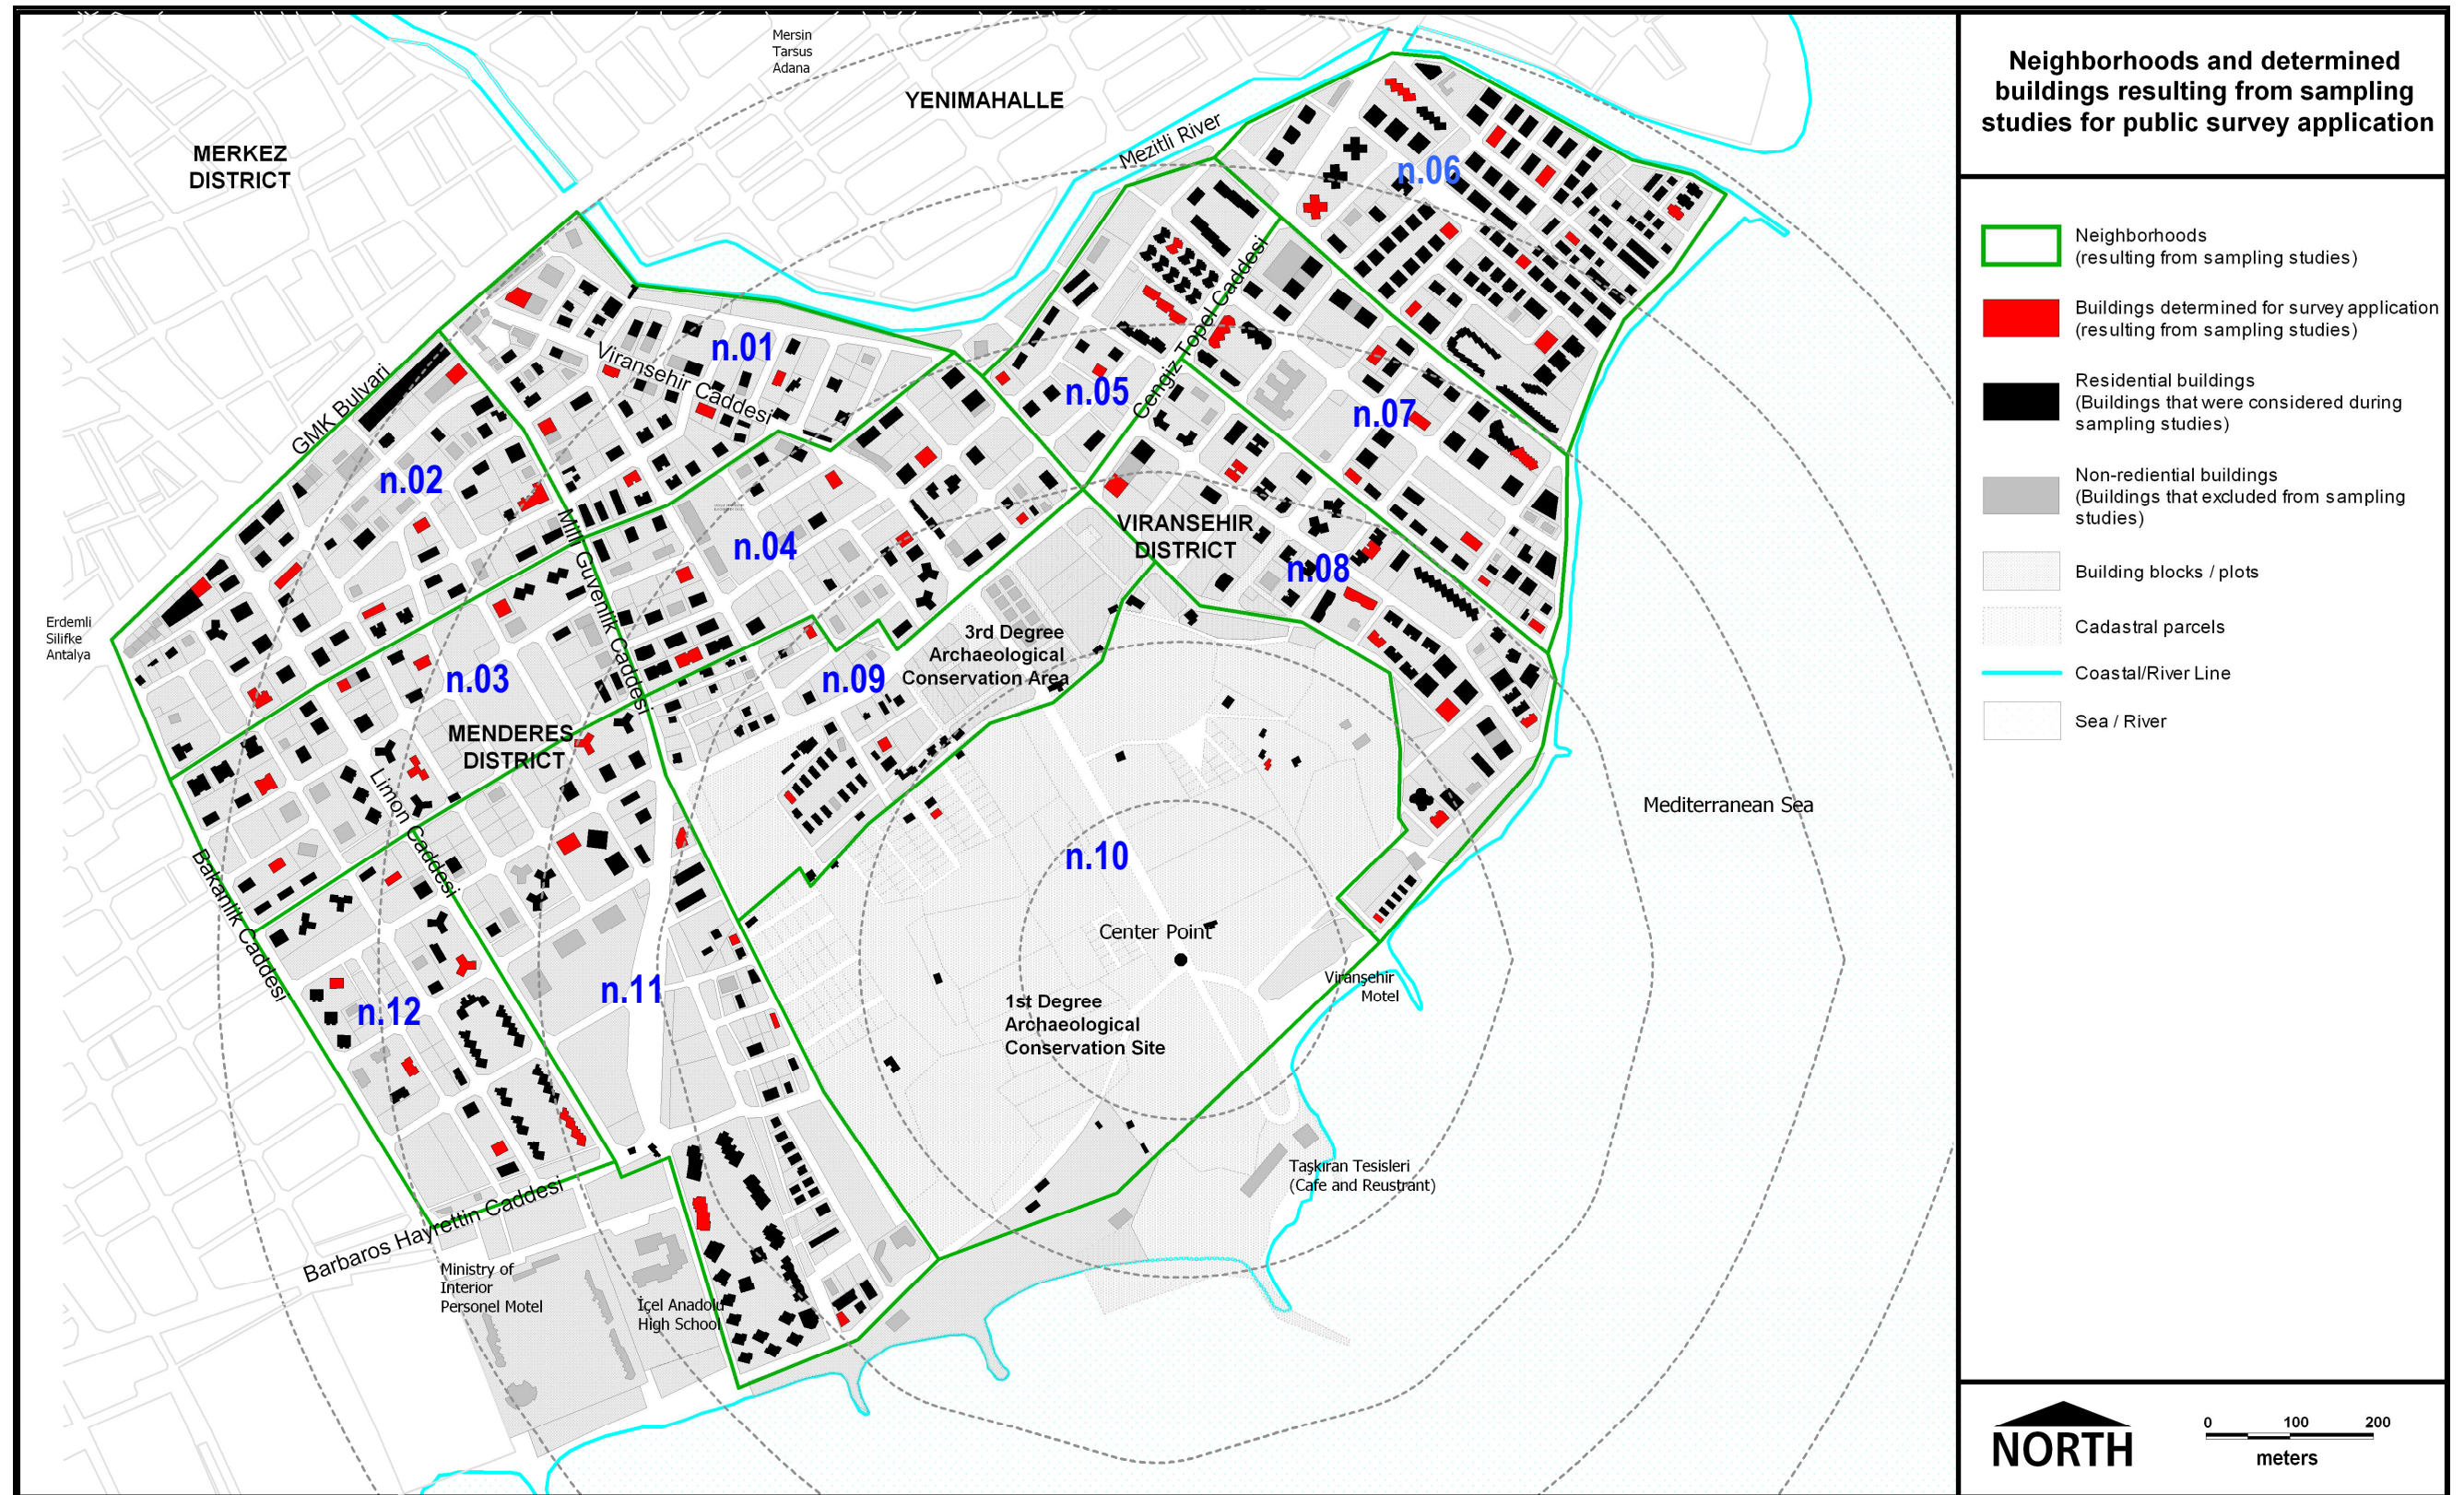 Neighborhoods and determined
buildings resulting from sampling
studies for public survey application
Neighborhoods
(resulting from sampling studies)
Buildings determined for survey application
(resulting from sampling studies)
Residential buildings
(Buildings that were considered during
sampling studies)
Non-rediential buildings
(Buildings that excluded from sampling
studies)
Building blocks / plots
Cadastral parcels
Coastal/River Line
Sea / River
NORTH
0 100 200
meters
Mersin
Tarsus
Adana
YENIMAHALLE
MERKEZ
DISTRICT
Mezitli River
n.06
n.01
Viransehir Caddesi
Cengiz Topel Caddesi
n.05
n.07
GMK Bulvari
n.02
n.04
VIRANSEHIR
DISTRICT
n.08
Milli Guvenlik Caddesi
Erdemli
Silifke
Antalya
3rd Degree
Archaeological
Conservation Area
n.09
n.03
MENDERES
DISTRICT
Limon Caddesi
Mediterranean Sea
n.10
Bakanlik Caddesi
Center Point
Viranşehir
Motel
n.11
n.12
1st Degree
Archaeological
Conservation Site
Taşkıran Tesisleri
(Cafe and Reustrant)
Barbaros Hayrettin Caddesi
Ministry of
Interior
Personel Motel
İçel Anadolu
High School